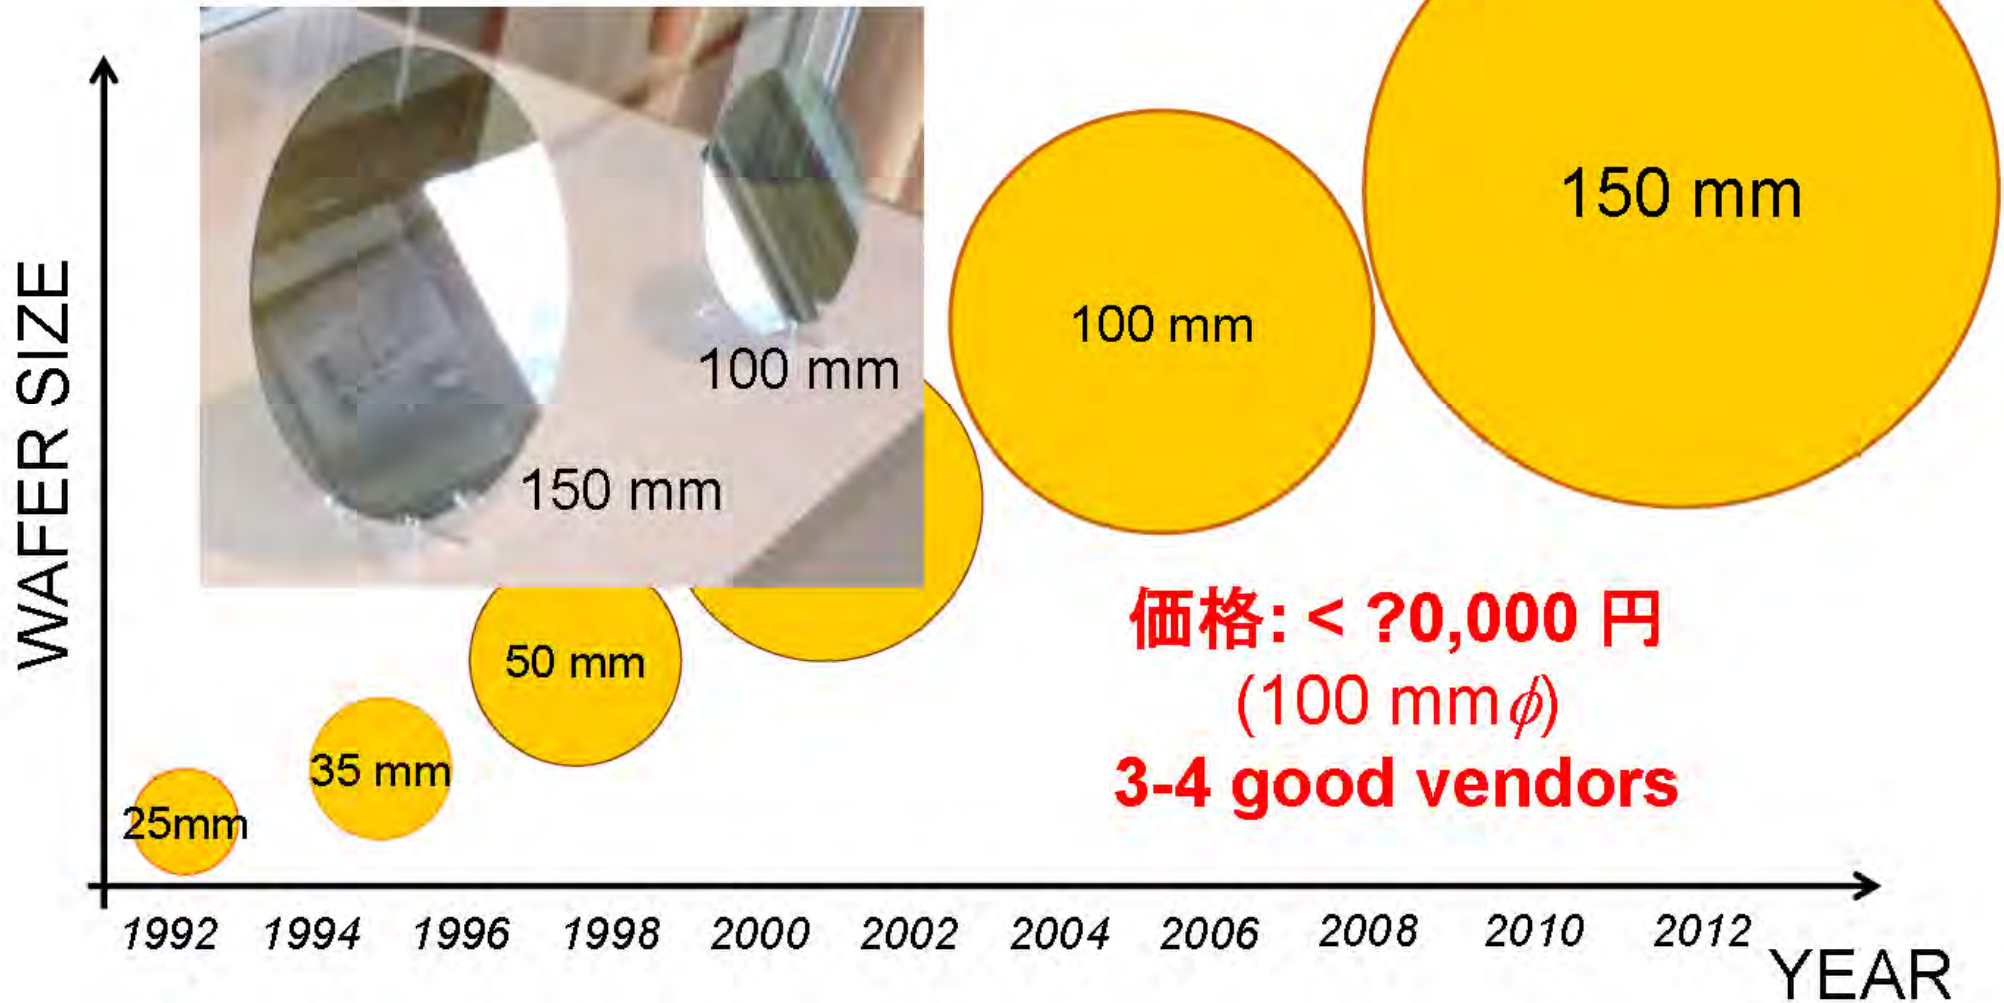 WAFER SIZE
150 mm
100 mm
100 mm
150 mm
50 mm
35 mm
25mm
価格: < ?0,000 円
(100 mmϕ)
3-4 good vendors
1992 1994 1996 1998 2000 2002 2004 2006 2008 2010 2012
YEAR